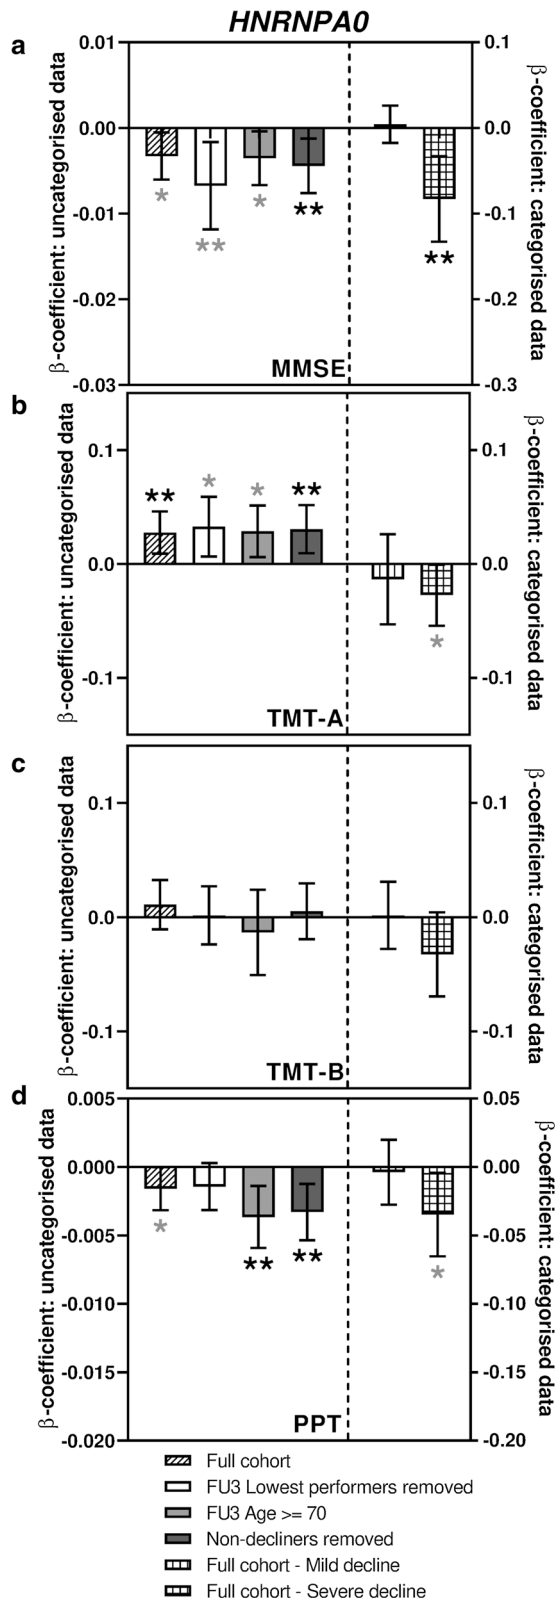 HNRNPA0
a
0.01
0.00
-0.01
-0.02
-0.03
β-coefficient: uncategorised data
0.1
0.0
-0.1
-0.2
-0.3
β-coefficient: categorised data
*
**
*
**
**
MMSE
b
0.1
0.0
-0.1
β-coefficient: uncategorised data
0.1
0.0
-0.1
β-coefficient: categorised data
**
*
*
**
*
TMT-A
c
0.1
0.0
-0.1
β-coefficient: uncategorised data
0.1
0.0
-0.1
β-coefficient: categorised data
TMT-B
d
0.005
0.000
-0.005
-0.010
-0.015
-0.020
β-coefficient: uncategorised data
0.05
0.00
-0.05
-0.10
-0.15
-0.20
β-coefficient: categorised data
*
**
**
*
PPT
Full cohort
FU3 Lowest performers removed
FU3 Age >= 70
Non-decliners removed
Full cohort - Mild decline
Full cohort - Severe decline